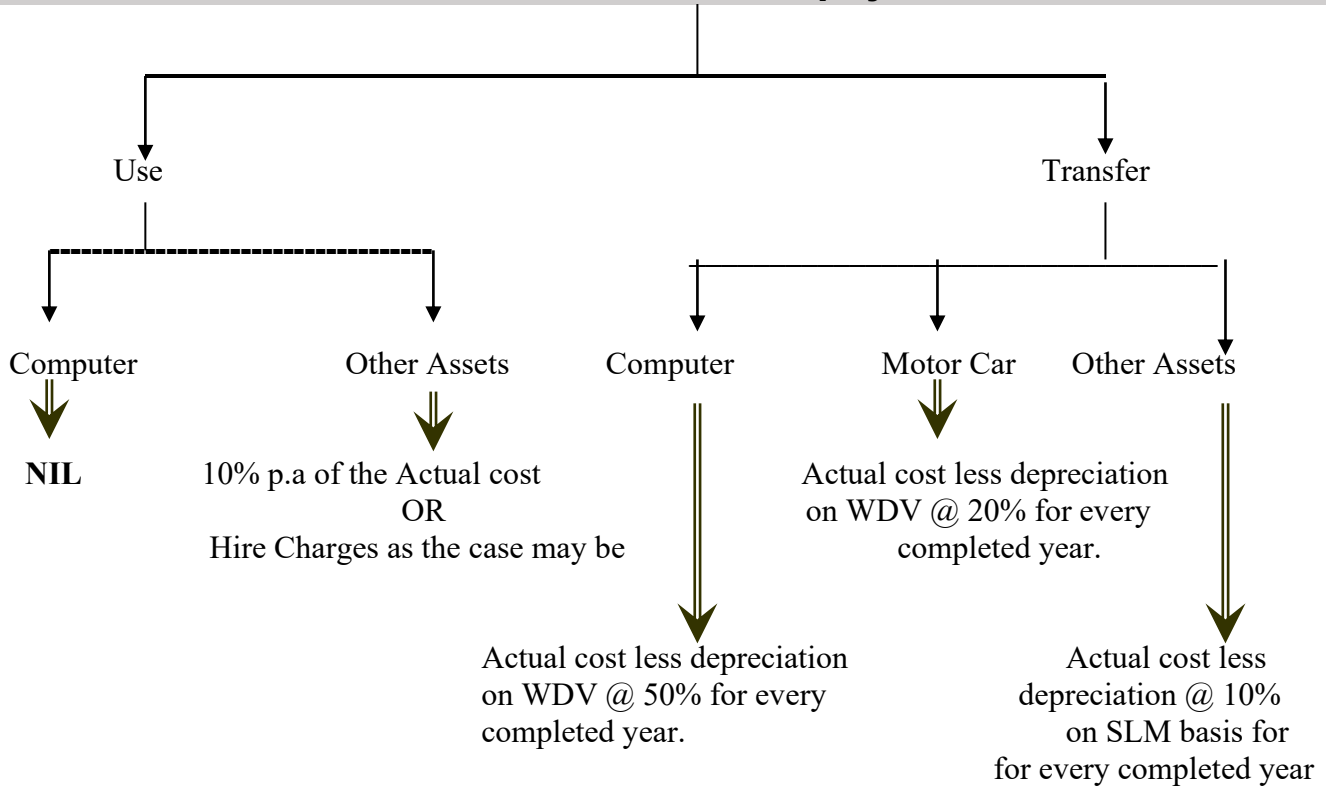 Use
Transfer
Computer
Other Assets
Computer
Motor Car
Other Assets
NIL
10% p.a of the Actual cost
OR
Hire Charges as the case may be
Actual cost less depreciation
on WDV @ 20% for every
completed year.
Actual cost less depreciation
on WDV @ 50% for every
completed year.
Actual cost less
depreciation @ 10%
on SLM basis for
for every completed year